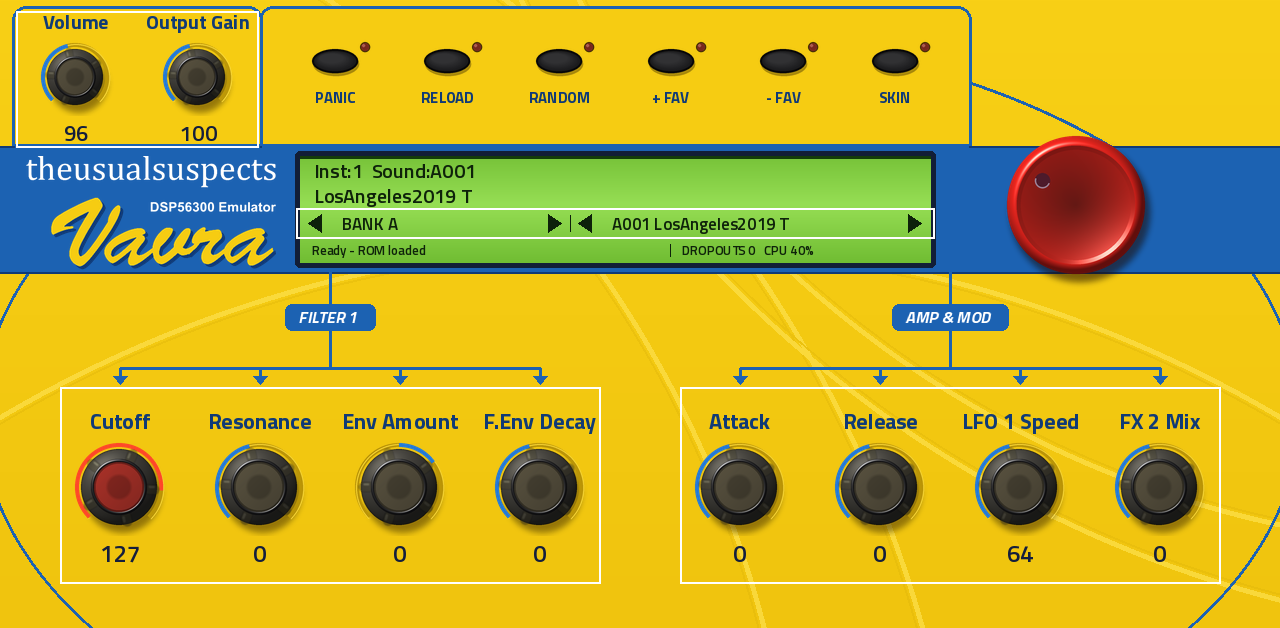 Volume Output Gain
96 100
PANIC RELOAD RANDOM + FAV - FAV SKIN
theusualsuspects
DSP56300 Emulator
Vavra
Inst:1 Sound:A001
LosAngeles2019 T
BANK A A001 LosAngeles2019 T
Ready - ROM loaded DROPOUTS 0 CPU 40%
FILTER 1 AMP & MOD
Cutoff Resonance Env Amount F.Env Decay Attack Release LFO 1 Speed FX 2 Mix
127 0 0 0 0 0 64 0